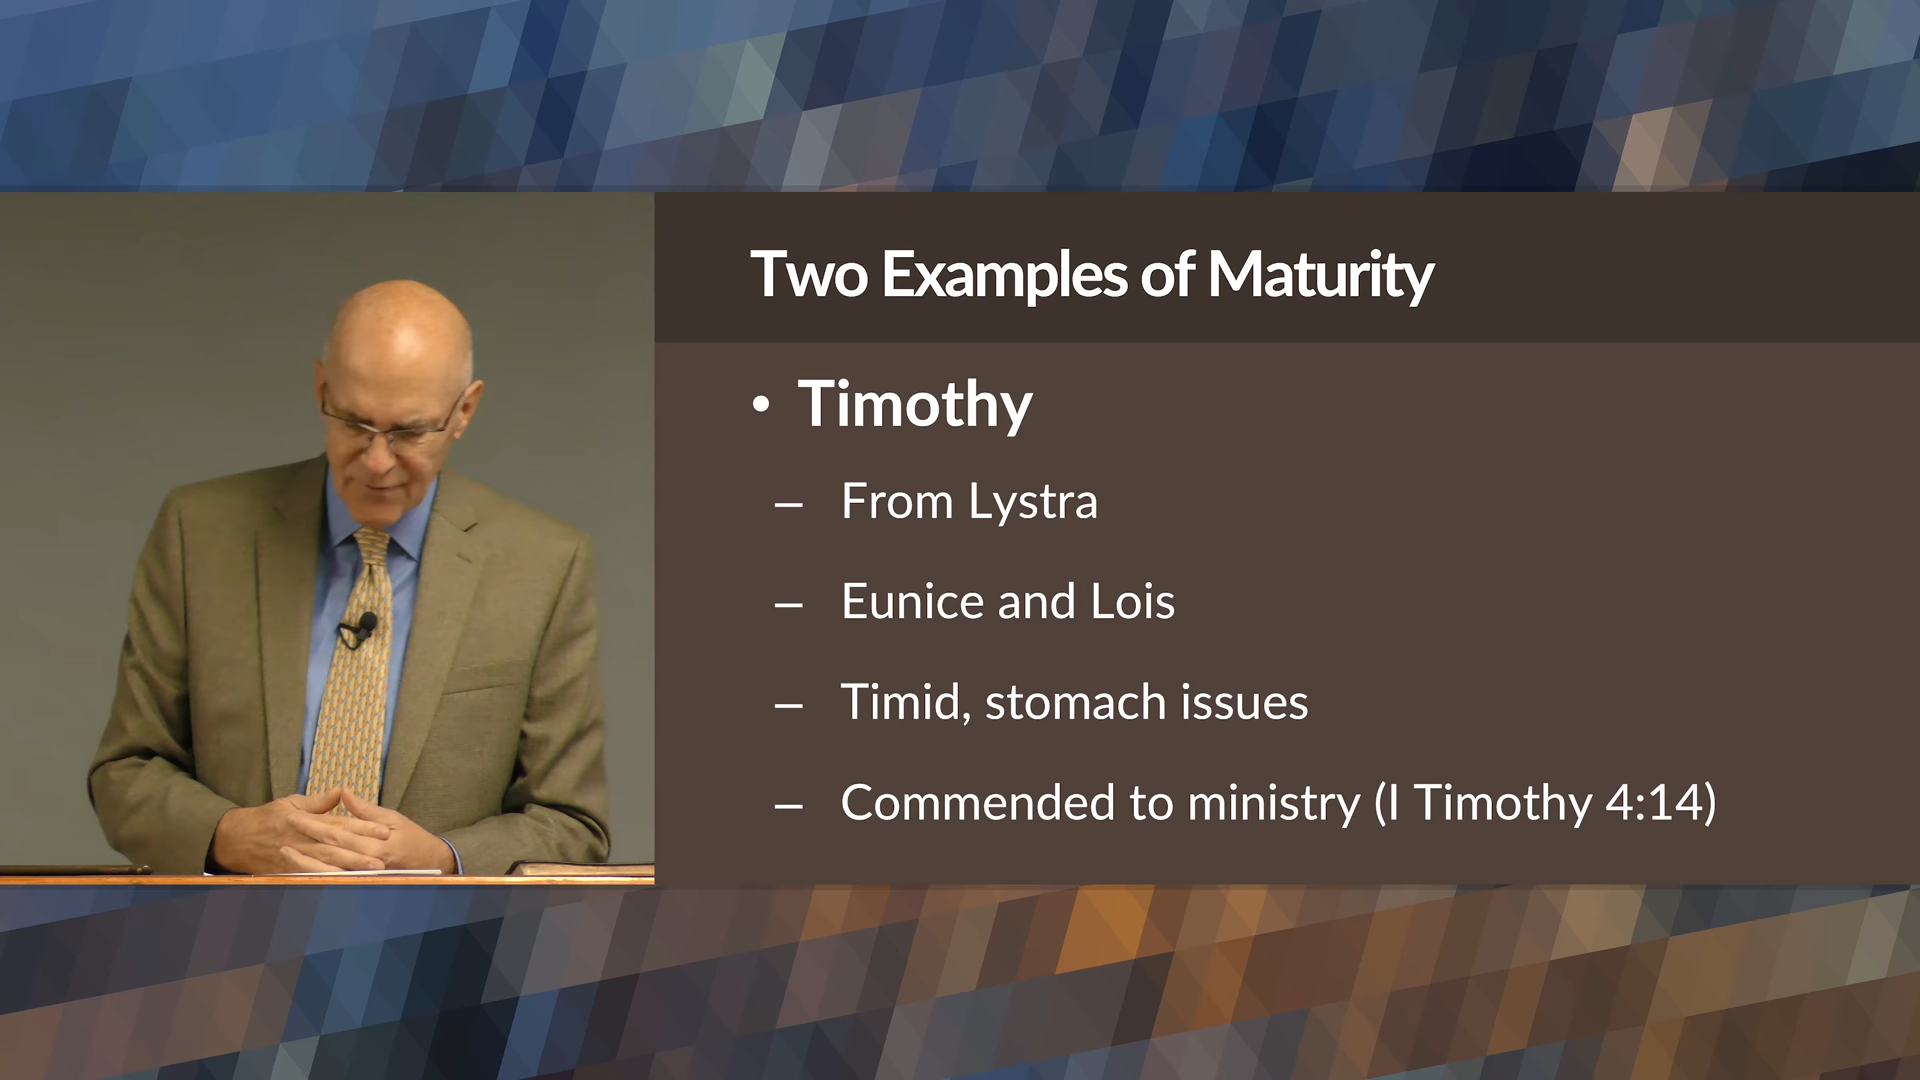 Two Examples of Maturity
• Timothy
– From Lystra
– Eunice and Lois
– Timid, stomach issues
– Commended to ministry (I Timothy 4:14)